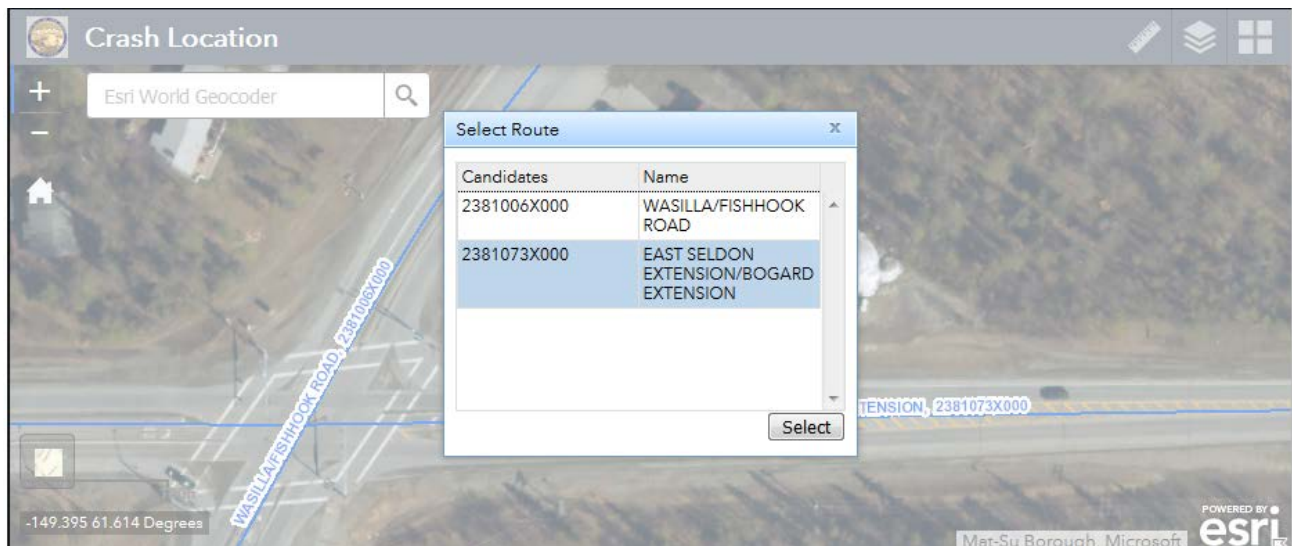 Crash Location
+
Esri World Geocoder
−
Select Route
x
Candidates Name
2381006X000 WASILLA/FISHHOOK
ROAD
2381073X000 EAST SELDON
EXTENSION/BOGARD
EXTENSION
Select
WASILLA/FISHHOOK ROAD, 2381006X000
TENSION, 2381073X000
-149.395 61.614 Degrees
POWERED BY
esri
Mat-Su Borough, Microsoft